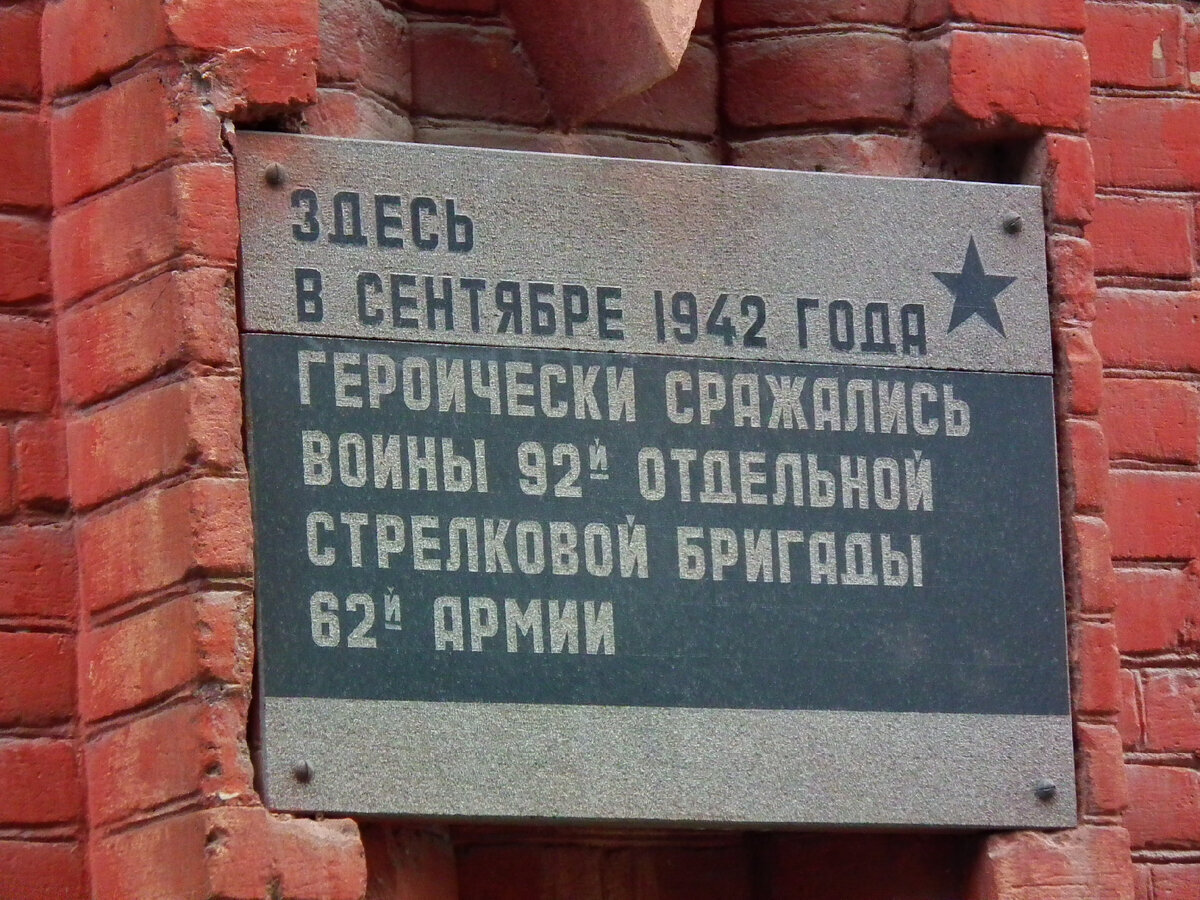 ЗДЕСЬ
В СЕНТЯБРЕ 1942 ГОДА
ГЕРОИЧЕСКИ СРАЖАЛИСЬ
ВОИНЫ 92й ОТДЕЛЬНОЙ
СТРЕЛКОВОЙ БРИГАДЫ
62й АРМИИ